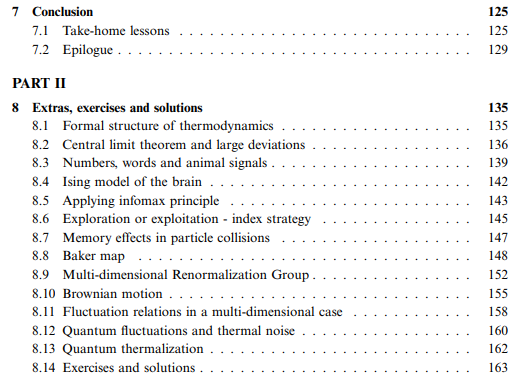 7 Conclusion 125
7.1 Take-home lessons . . . . . . . . . . . . . . . . . . . . . . . . . . . . . 125
7.2 Epilogue . . . . . . . . . . . . . . . . . . . . . . . . . . . . . . . . . . 129
PART II
8 Extras, exercises and solutions 135
8.1 Formal structure of thermodynamics . . . . . . . . . . . . . . . . . . . 135
8.2 Central limit theorem and large deviations . . . . . . . . . . . . . . . . 136
8.3 Numbers, words and animal signals . . . . . . . . . . . . . . . . . . . . 139
8.4 Ising model of the brain . . . . . . . . . . . . . . . . . . . . . . . . . . 142
8.5 Applying infomax principle . . . . . . . . . . . . . . . . . . . . . . . . 143
8.6 Exploration or exploitation - index strategy . . . . . . . . . . . . . . . 145
8.7 Memory effects in particle collisions . . . . . . . . . . . . . . . . . . . 147
8.8 Baker map . . . . . . . . . . . . . . . . . . . . . . . . . . . . . . . . . 148
8.9 Multi-dimensional Renormalization Group . . . . . . . . . . . . . . . . 152
8.10 Brownian motion . . . . . . . . . . . . . . . . . . . . . . . . . . . . . . 155
8.11 Fluctuation relations in a multi-dimensional case . . . . . . . . . . . . 158
8.12 Quantum fluctuations and thermal noise . . . . . . . . . . . . . . . . . 160
8.13 Quantum thermalization . . . . . . . . . . . . . . . . . . . . . . . . . . 162
8.14 Exercises and solutions . . . . . . . . . . . . . . . . . . . . . . . . . . . 163